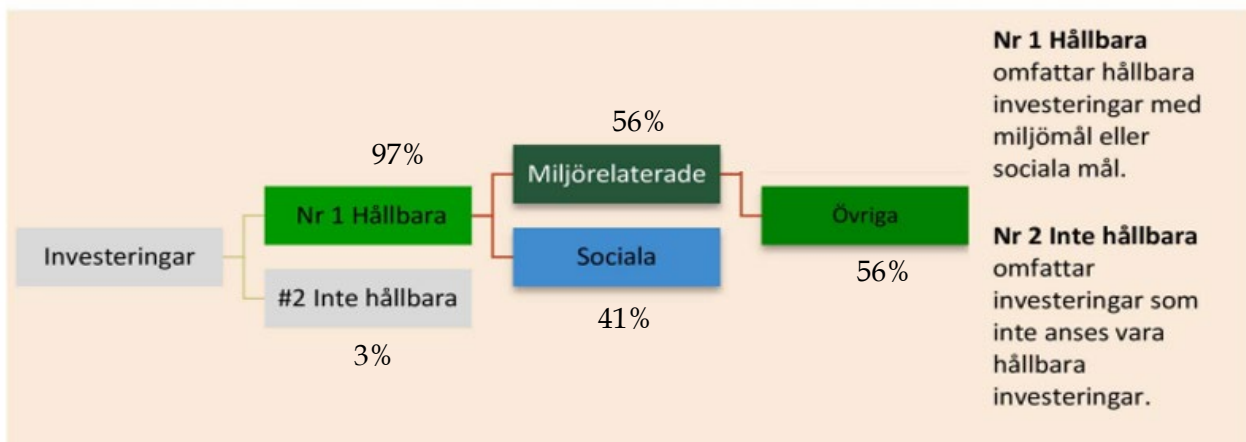 Investeringar
97%
Nr 1 Hållbara
#2 Inte hållbara
3%
56%
Miljörelaterade
Sociala
41%
Övriga
56%
Nr 1 Hållbara
omfattar hållbara
investeringar med
miljömål eller
sociala mål.
Nr 2 Inte hållbara
omfattar
investeringar som
inte anses vara
hållbara
investeringar.